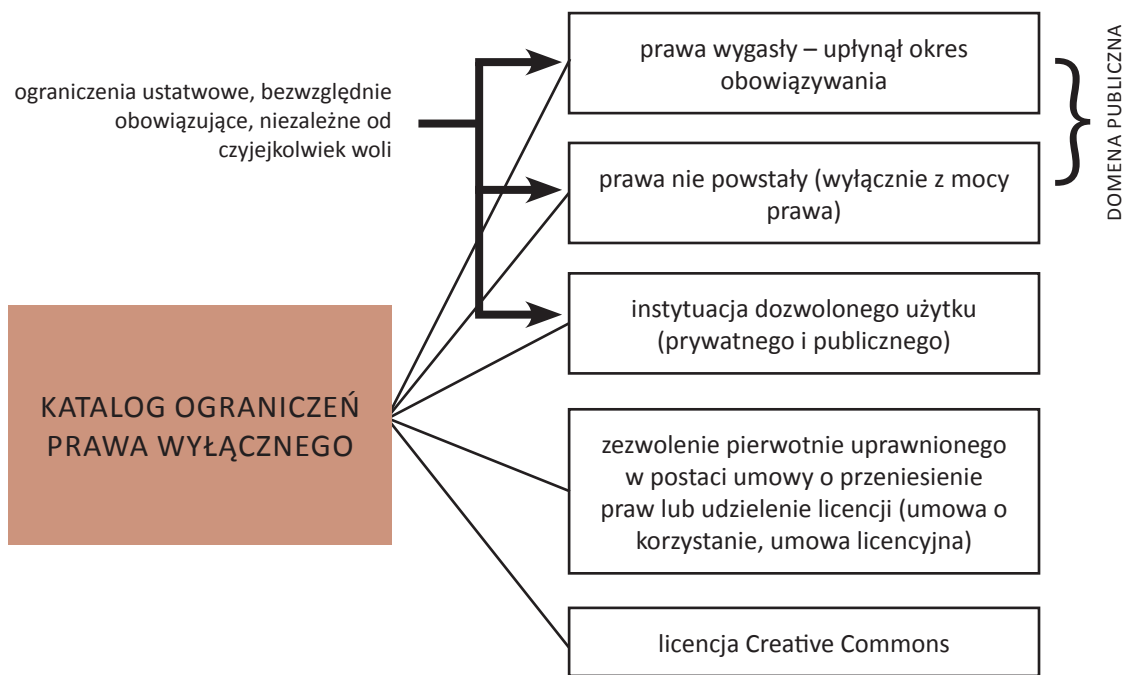 ograniczenia ustatwowe, bezwzględnie
obowiązujące, niezależne od
czyjejkolwiek woli
prawa wygasły – upłynął okres
obowiązywania
prawa nie powstały (wyłącznie z mocy
prawa)
DOMENA PUBLICZNA
instytuacja dozwolonego użytku
(prywatnego i publicznego)
KATALOG OGRANICZEŃ
PRAWA WYŁĄCZNEGO
zezwolenie pierwotnie uprawnionego
w postaci umowy o przeniesienie
praw lub udzielenie licencji (umowa o
korzystanie, umowa licencyjna)
licencja Creative Commons